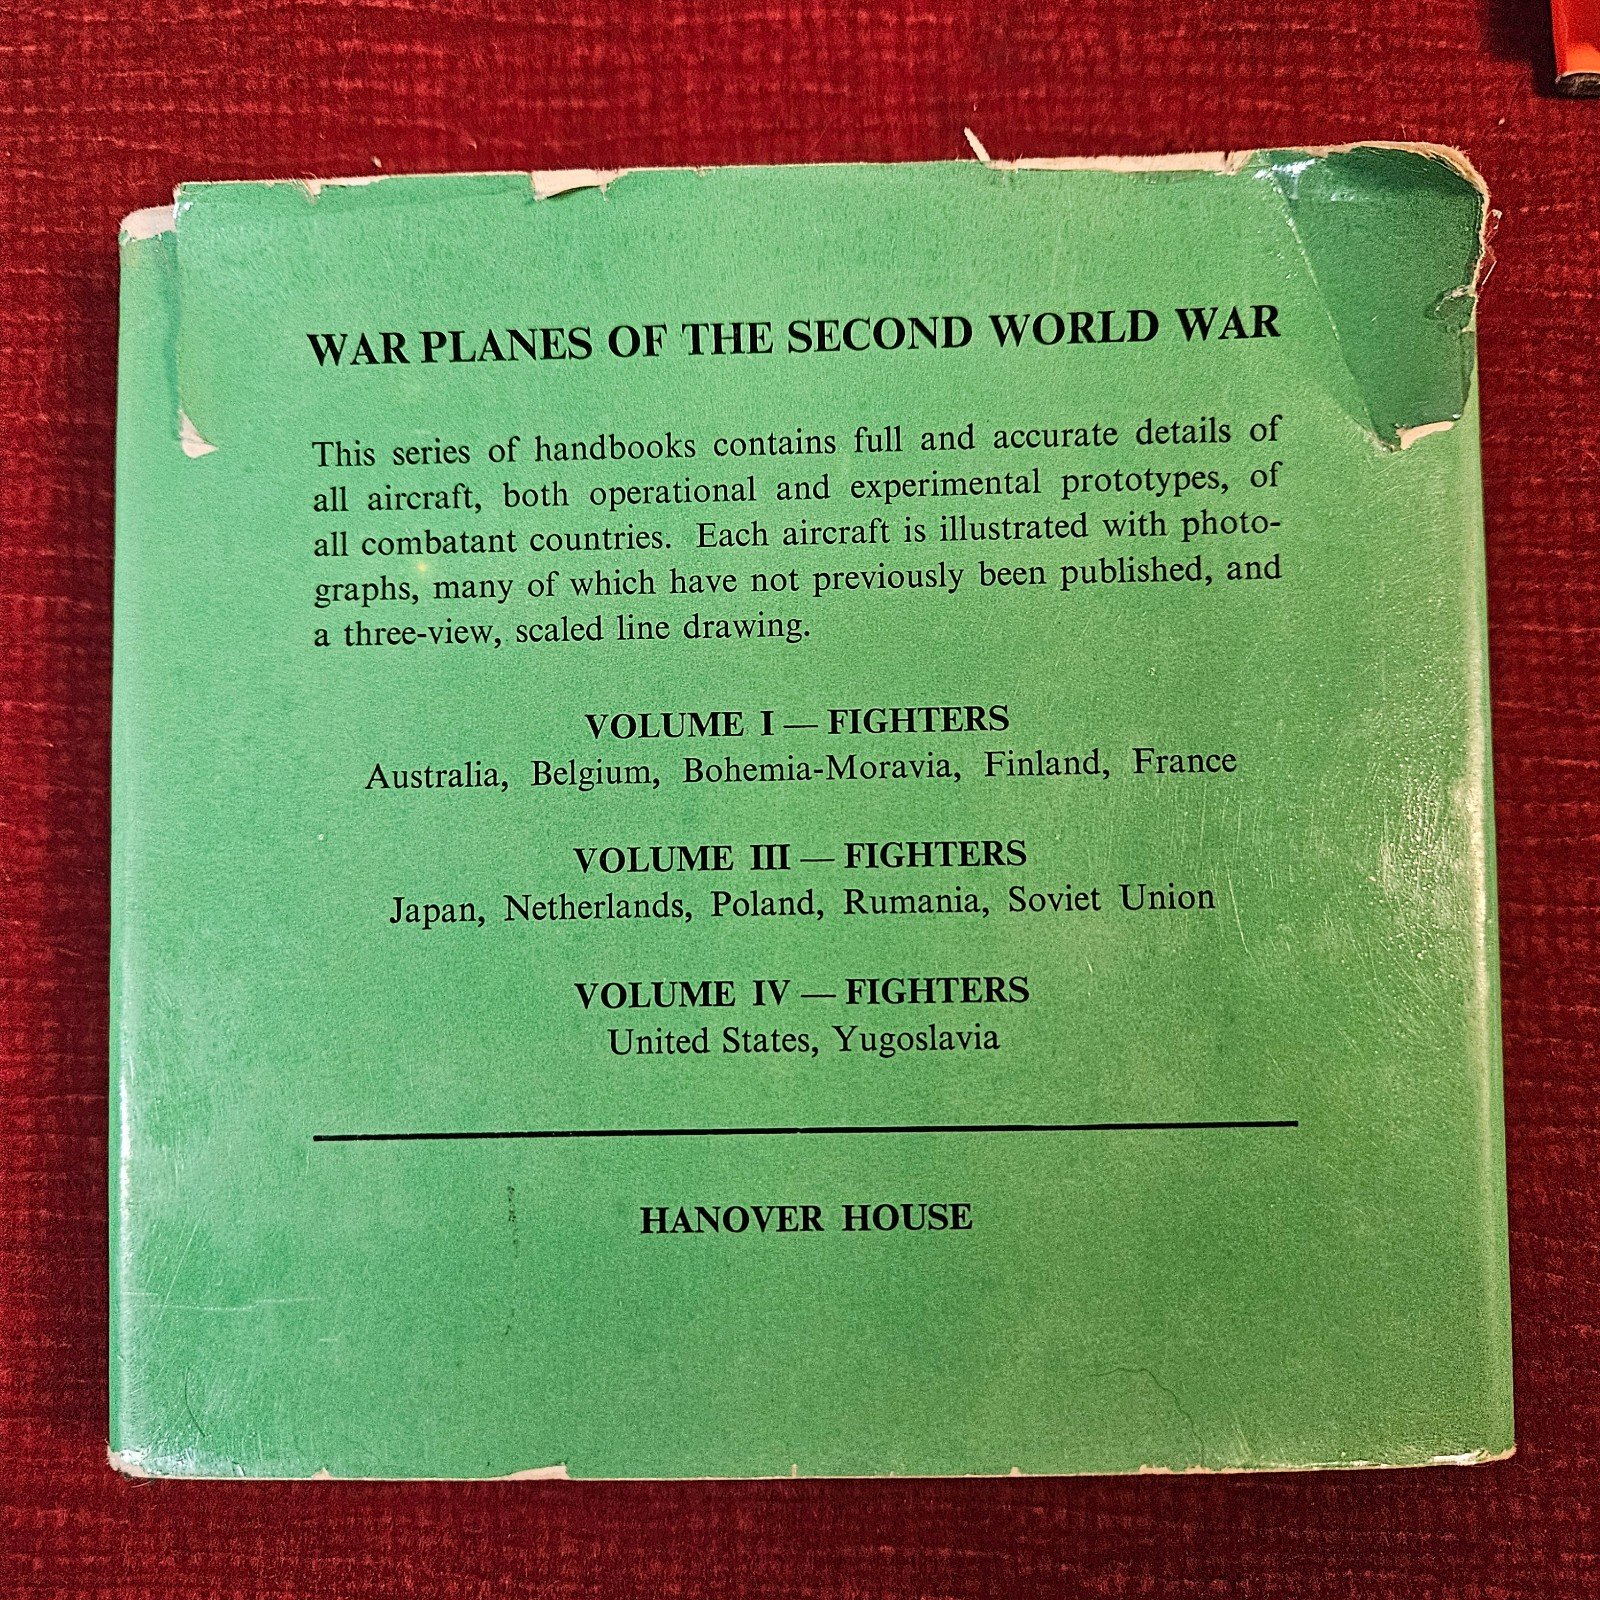 WAR PLANES OF THE SECOND WORLD WAR
This series of handbooks contains full and accurate details of
all aircraft, both operational and experimental prototypes, of
all combatant countries. Each aircraft is illustrated with photo-
graphs, many of which have not previously been published, and
a three-view, scaled line drawing.
VOLUME I — FIGHTERS
Australia, Belgium, Bohemia-Moravia, Finland, France
VOLUME III — FIGHTERS
Japan, Netherlands, Poland, Rumania, Soviet Union
VOLUME IV — FIGHTERS
United States, Yugoslavia
HANOVER HOUSE